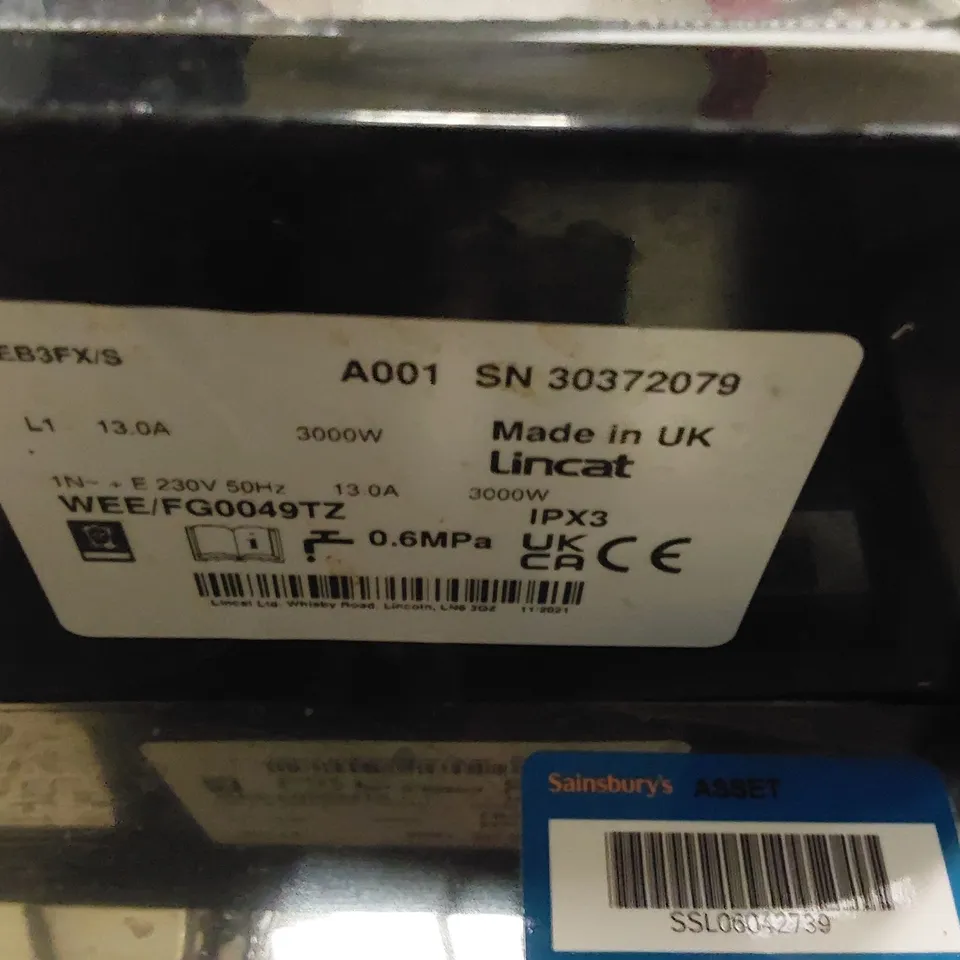 EB3FX/S
A001 SN 30372079
L1 13.0A 3000W
Made in UK
Lincat
1N~ + E 230V 50Hz 13.0A 3000W
WEE/FG0049TZ
IPX3
0.6MPa
UK
CA CE
Lincat Ltd. Whisby Road, Lincoln, LN6 3QZ 11/2021
Sainsbury's ASSET
SSL06042739